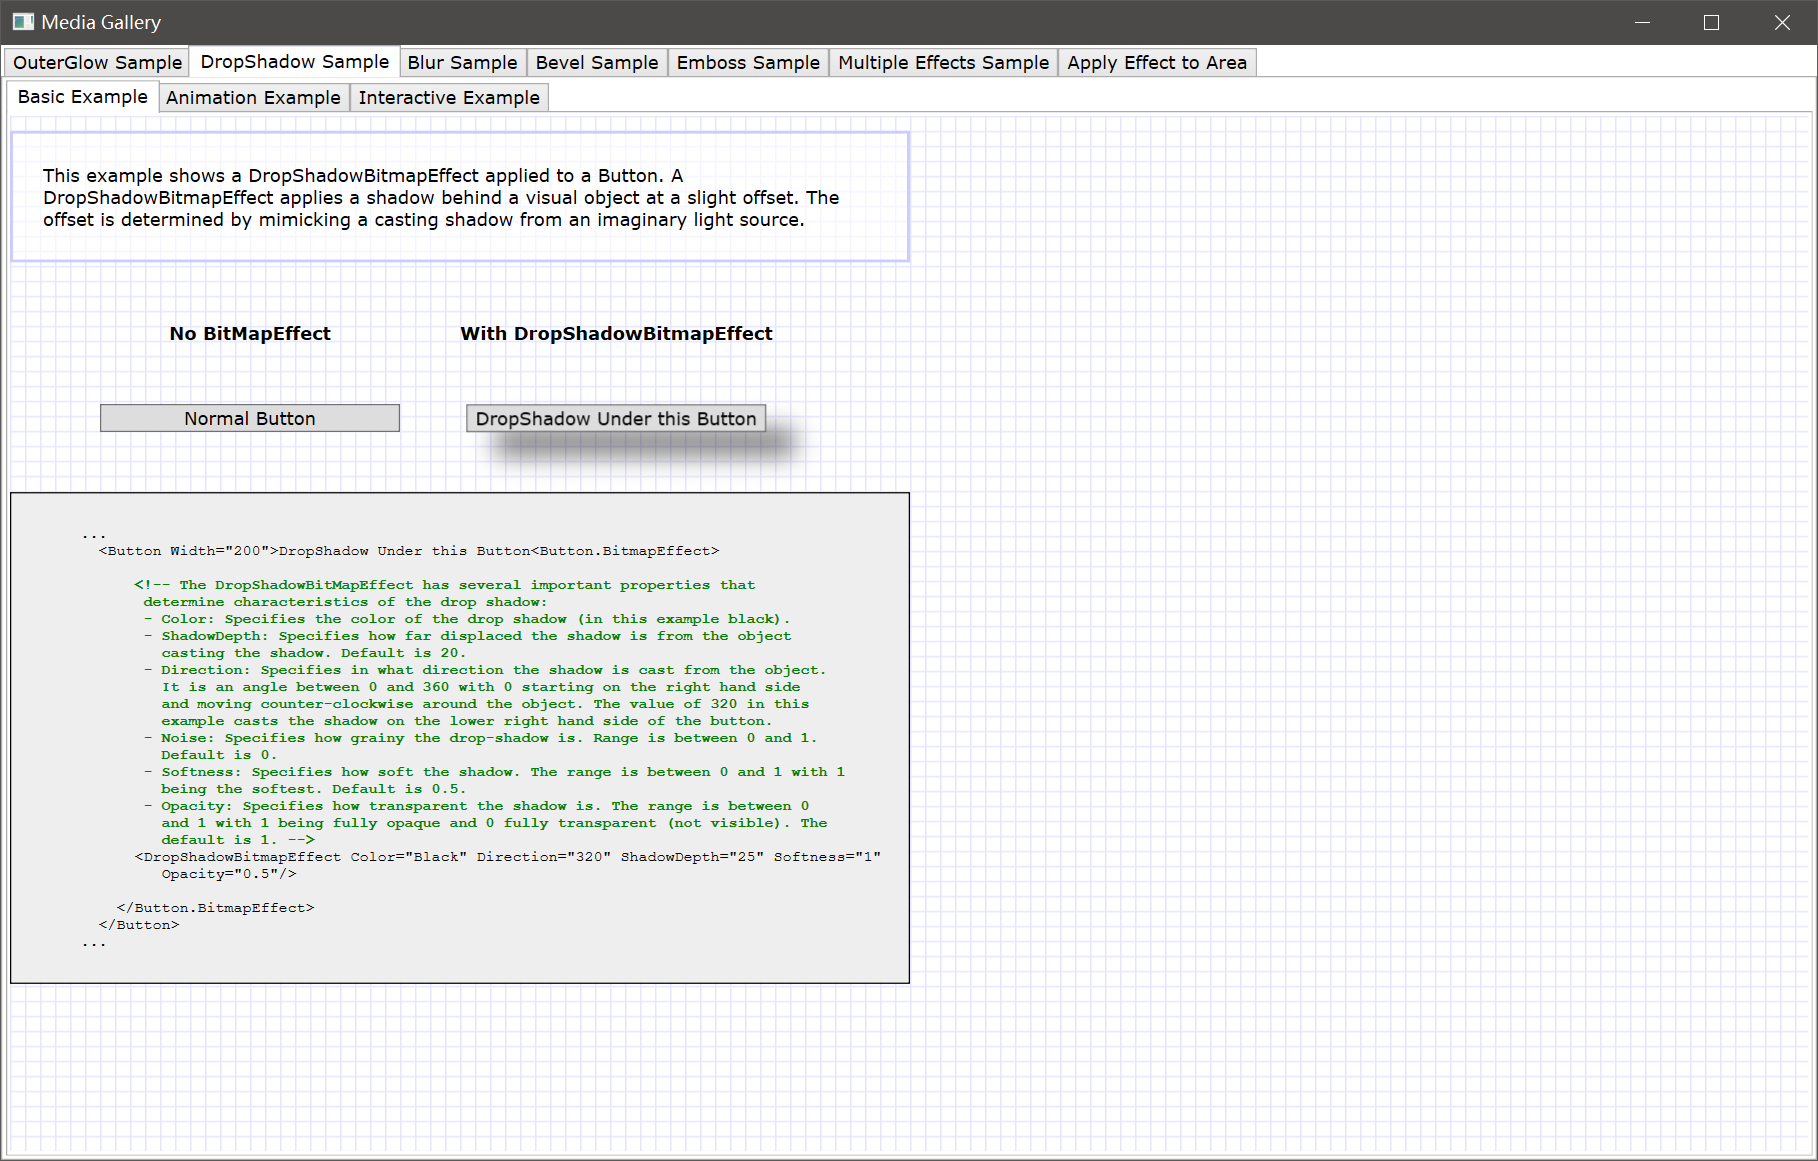 Media Gallery
OuterGlow Sample DropShadow Sample Blur Sample Bevel Sample Emboss Sample Multiple Effects Sample Apply Effect to Area
Basic Example Animation Example Interactive Example
This example shows a DropShadowBitmapEffect applied to a Button. A
DropShadowBitmapEffect applies a shadow behind a visual object at a slight offset. The
offset is determined by mimicking a casting shadow from an imaginary light source.
No BitMapEffect With DropShadowBitmapEffect
Normal Button DropShadow Under this Button
...
<Button Width="200">DropShadow Under this Button<Button.BitmapEffect>
<!-- The DropShadowBitMapEffect has several important properties that
determine characteristics of the drop shadow:
- Color: Specifies the color of the drop shadow (in this example black).
- ShadowDepth: Specifies how far displaced the shadow is from the object
casting the shadow. Default is 20.
- Direction: Specifies in what direction the shadow is cast from the object.
It is an angle between 0 and 360 with 0 starting on the right hand side
and moving counter-clockwise around the object. The value of 320 in this
example casts the shadow on the lower right hand side of the button.
- Noise: Specifies how grainy the drop-shadow is. Range is between 0 and 1.
Default is 0.
- Softness: Specifies how soft the shadow. The range is between 0 and 1 with 1
being the softest. Default is 0.5.
- Opacity: Specifies how transparent the shadow is. The range is between 0
and 1 with 1 being fully opaque and 0 fully transparent (not visible). The
default is 1. -->
<DropShadowBitmapEffect Color="Black" Direction="320" ShadowDepth="25" Softness="1"
Opacity="0.5"/>
</Button.BitmapEffect>
</Button>
...